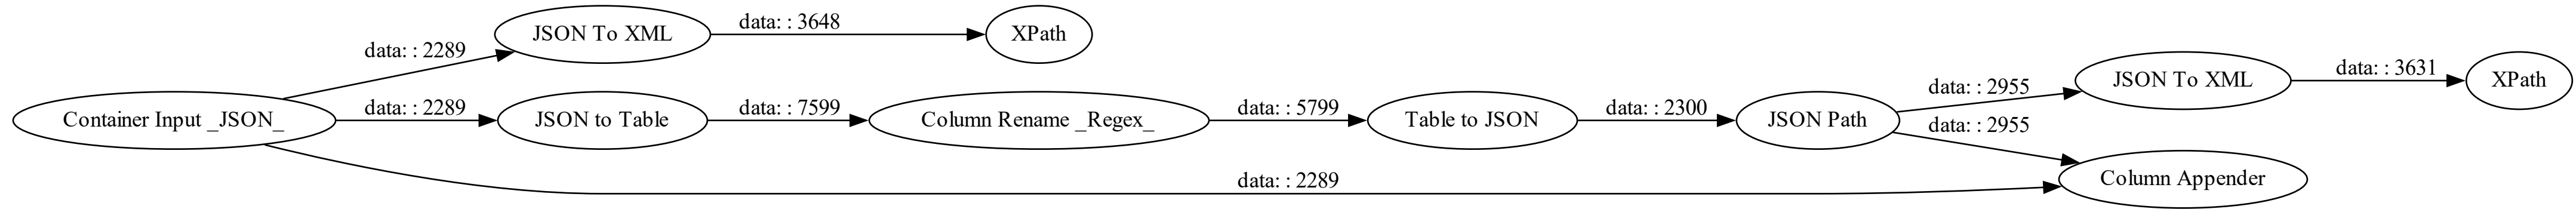 JSON To XML
data: : 3648
XPath
data: : 2289
JSON To XML
data: : 3631
XPath
data: : 2955
Container Input _JSON_
data: : 2289
JSON to Table
data: : 7599
Column Rename _Regex_
data: : 5799
Table to JSON
data: : 2300
JSON Path
data: : 2955
Column Appender
data: : 2289